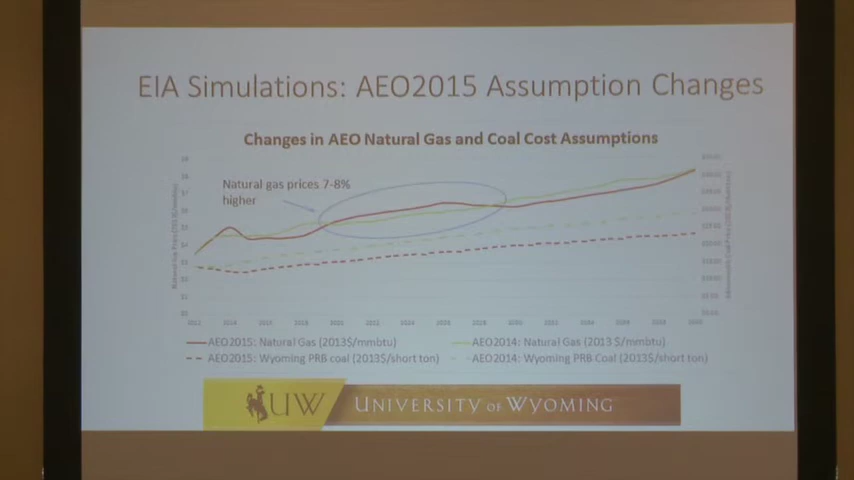 EIA Simulations: AEO2015 Assumption Changes
Changes in AEO Natural Gas and Coal Cost Assumptions
Natural gas prices 7-8%
higher
AEO2015: Natural Gas (2013$/mmbtu)
AEO2014: Natural Gas (2013 $/mmbtu)
AEO2015: Wyoming PRB coal (2013$/short ton)
AEO2014: Wyoming PRB Coal (2013$/short ton)
UW UNIVERSITY OF WYOMING